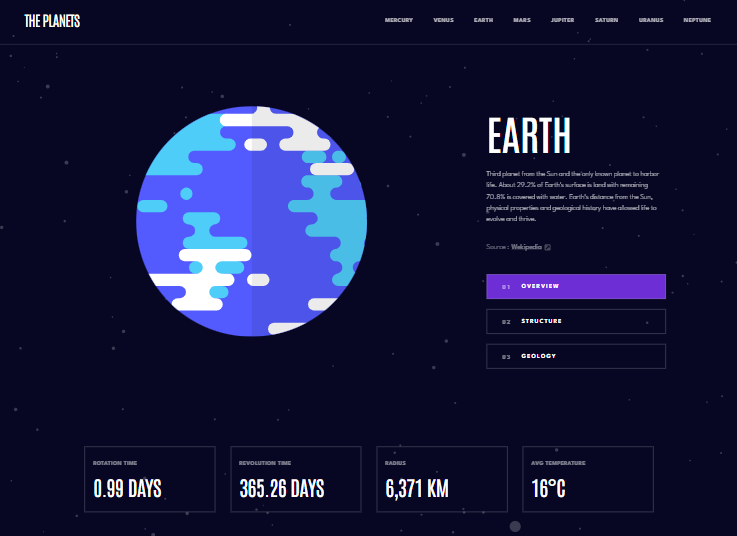 THE PLANETS
MERCURY VENUS EARTH MARS JUPITER SATURN URANUS NEPTUNE
EARTH
Third planet from the Sun and the only known planet to harbor
life. About 29.2% of Earth's surface is land with remaining
70.8% is covered with water. Earth's distance from the Sun,
physical properties and geological history have allowed life to
evolve and thrive.
Source : Wikipedia
01 OVERVIEW
02 STRUCTURE
03 GEOLOGY
ROTATION TIME
0.99 DAYS
REVOLUTION TIME
365.26 DAYS
RADIUS
6,371 KM
AVG TEMPERATURE
16°C